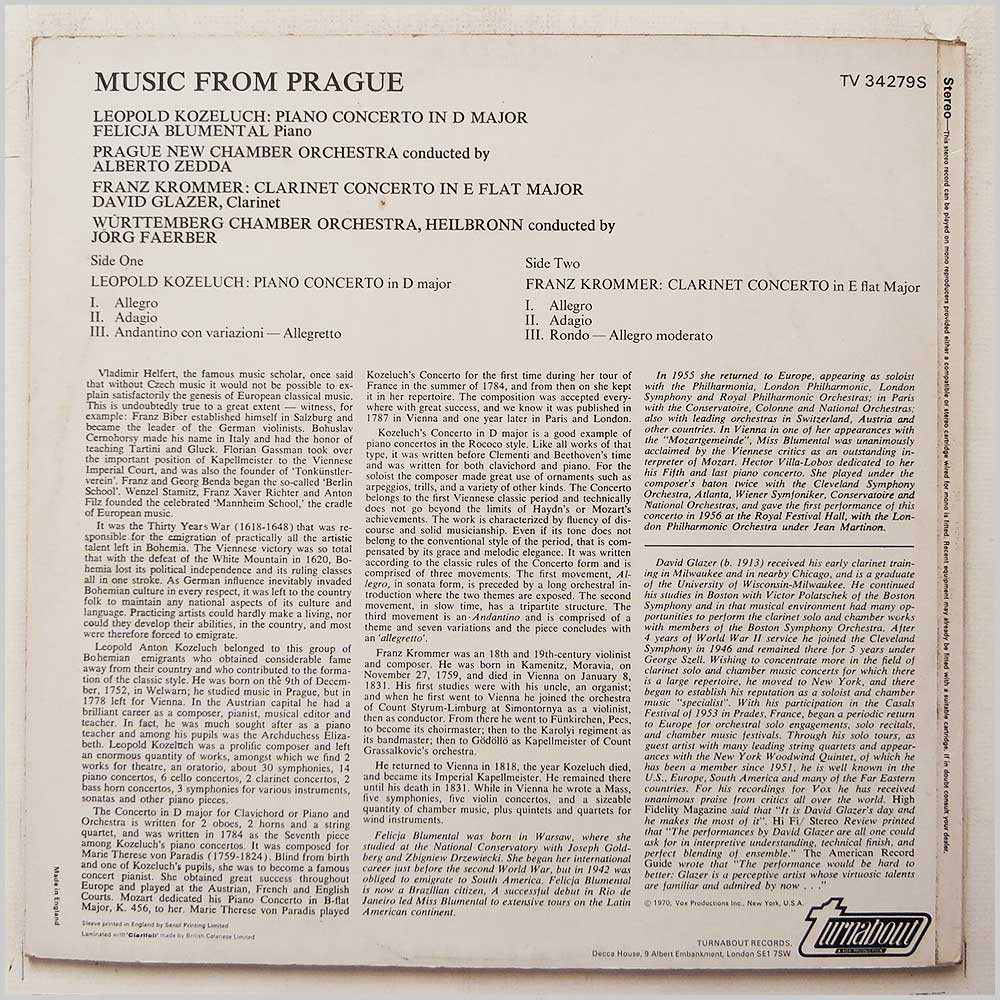 MUSIC FROM PRAGUE
TV 34279S
LEOPOLD KOZELUCH: PIANO CONCERTO IN D MAJOR
FELICJA BLUMENTAL Piano
PRAGUE NEW CHAMBER ORCHESTRA conducted by
ALBERTO ZEDDA
FRANZ KROMMER: CLARINET CONCERTO IN E FLAT MAJOR
DAVID GLAZER, Clarinet
WÜRTTEMBERG CHAMBER ORCHESTRA, HEILBRONN conducted by
JÖRG FAERBER
Side One
LEOPOLD KOZELUCH: PIANO CONCERTO in D major
I. Allegro
II. Adagio
III. Andantino con variazioni — Allegretto
Side Two
FRANZ KROMMER: CLARINET CONCERTO in E flat Major
I. Allegro
II. Adagio
III. Rondo — Allegro moderato
Vladimir Helfert, the famous music scholar, once said
that without Czech music it would not be possible to ex-
plain satisfactorily the genesis of European classical music.
This is undoubtedly true to a great extent — witness, for
example: Franz Biber established himself in Salzburg and
became the leader of the German violinists. Bohuslav
Cernohorsy made his name in Italy and had the honor of
teaching Tartini and Gluck. Florian Gassman took over
the important position of Kapellmeister to the Viennese
Imperial Court, and was also the founder of 'Tonkünstler-
verein'. Franz and Georg Benda began the so-called 'Berlin
School'. Wenzel Stamitz, Franz Xaver Richter and Anton
Filz founded the celebrated 'Mannheim School,' the cradle
of European music.
It was the Thirty Years War (1618-1648) that was re-
sponsible for the emigration of practically all the artistic
talent left in Bohemia. The Viennese victory was so total
that with the defeat of the White Mountain in 1620, Bo-
hemia lost its political independence and its ruling classes
all in one stroke. As German influence inevitably invaded
Bohemian culture in every respect, it was left to the country
folk to maintain any national aspects of its culture and
language. Practicing artists could hardly make a living, nor
could they develop their abilities, in the country, and most
were therefore forced to emigrate.
Leopold Anton Kozeluch belonged to this group of
Bohemian emigrants who obtained considerable fame
away from their country and who contributed to the forma-
tion of the classic style. He was born on the 9th of Decem-
ber, 1752, in Welwarn; he studied music in Prague, but in
1778 left for Vienna. In the Austrian capital he had a
brilliant career as a composer, pianist, musical editor and
teacher. In fact, he was much sought after as a piano
teacher and among his pupils was the Archduchess Eliza-
beth. Leopold Kozeluch was a prolific composer and left
an enormous quantity of works, amongst which we find 2
works for theatre, an oratorio, about 30 symphonies, 14
piano concertos, 6 cello concertos, 2 clarinet concertos, 2
bass horn concertos, 3 symphonies for various instruments,
sonatas and other piano pieces.
The Concerto in D major for Clavichord or Piano and
Orchestra is written for 2 oboes, 2 horns and a string
quartet, and was written in 1784 as the Seventh piece
among Kozeluch's piano concertos. It was composed for
Marie Therese von Paradis (1759-1824). Blind from birth
and one of Kozeluch's pupils, she was to become a famous
concert pianist. She obtained great success throughout
Europe and played at the Austrian, French and English
Courts. Mozart dedicated his Piano Concerto in B-flat
Major, K. 456, to her. Marie Therese von Paradis played
Kozeluch's Concerto for the first time during her tour of
France in the summer of 1784, and from then on she kept
it in her repertoire. The composition was accepted every-
where with great success, and we know it was published in
1787 in Vienna and one year later in Paris and London.
Kozeluch's Concerto in D major is a good example of
piano concertos in the Rococo style. Like all works of that
type, it was written before Clementi and Beethoven's time
and was written for both clavichord and piano. For the
soloist the composer made great use of ornaments such as
arpeggios, trills, and a variety of other kinds. The Concerto
belongs to the first Viennese classic period and technically
does not go beyond the limits of Haydn's or Mozart's
achievements. The work is characterized by fluency of dis-
course and solid musicianship. Even if its tone does not
belong to the conventional style of the period, that is com-
pensated by its grace and melodic elegance. It was written
according to the classic rules of the Concerto form and is
comprised of three movements. The first movement, Al-
legro, in sonata form, is preceded by a long orchestral in-
troduction where the two themes are exposed. The second
movement, in slow time, has a tripartite structure. The
third movement is an Andantino and is comprised of a
theme and seven variations and the piece concludes with
an 'allegretto'.
Franz Krommer was an 18th and 19th-century violinist
and composer. He was born in Kamenitz, Moravia, on
November 27, 1759, and died in Vienna on January 8,
1831. His first studies were with his uncle, an organist;
and when he first went to Vienna he joined the orchestra
of Count Styrum-Limburg at Simontornya as a violinist,
then as conductor. From there he went to Fünkirchen, Pecs,
to become its choirmaster; then to the Karolyi regiment as
its bandmaster; then to Gödöllö as Kapellmeister of Count
Grassalkovic's orchestra.
He returned to Vienna in 1818, the year Kozeluch died,
and became its Imperial Kapellmeister. He remained there
until his death in 1831. While in Vienna he wrote a Mass,
five symphonies, five violin concertos, and a sizeable
quantity of chamber music, plus quintets and quartets for
wind instruments.
Felicja Blumental was born in Warsaw, where she
studied at the National Conservatory with Joseph Gold-
berg and Zbigniew Drzewiecki. She began her international
career just before the second World War, but in 1942 was
obliged to emigrate to South America. Felicja Blumental
is now a Brazilian citizen, A successful debut in Rio de
Janeiro led Miss Blumental to extensive tours on the Latin
American continent.
In 1955 she returned to Europe, appearing as soloist
with the Philharmonia, London Philharmonic, London
Symphony and Royal Philharmonic Orchestras; in Paris
with the Conservatoire, Colonne and National Orchestras;
also with leading orchestras in Switzerland, Austria and
other countries. In Vienna in one of her appearances with
the "Mozartgemeinde", Miss Blumental was unanimously
acclaimed by the Viennese critics as an outstanding in-
terpreter of Mozart. Hector Villa-Lobos dedicated to her
his Fifth and last piano concerto. She played under the
composer's baton twice with the Cleveland Symphony
Orchestra, Atlanta, Wiener Symfoniker, Conservatoire and
National Orchestras, and gave the first performance of this
concerto in 1956 at the Royal Festival Hall, with the Lon-
don Philharmonic Orchestra under Jean Martinon.
David Glazer (b. 1913) received his early clarinet train-
ing in Milwaukee and in nearby Chicago, and is a graduate
of the University of Wisconsin-Milwaukee. He continued
his studies in Boston with Victor Polatschek of the Boston
Symphony and in that musical environment had many op-
portunities to perform the clarinet solo and chamber works
with members of the Boston Symphony Orchestra. After
4 years of World War II service he joined the Cleveland
Symphony in 1946 and remained there for 5 years under
George Szell. Wishing to concentrate more in the field of
clarinet solo and chamber music concerts for which there
is a large repertoire, he moved to New York, and there
began to establish his reputation as a soloist and chamber
music "specialist". With his participation in the Casals
Festival of 1953 in Prades, France, began a periodic return
to Europe for orchestral solo engagements, solo recitals,
and chamber music festivals. Through his solo tours, as
guest artist with many leading string quartets and appear-
ances with the New York Woodwind Quintet, of which he
has been a member since 1951, he is well known in the
U.S., Europe, South America and many of the Far Eastern
countries. For his recordings for Vox he has received
unanimous praise from critics all over the world. High
Fidelity Magazine said that "It is David Glazer's day and
he makes the most of it". Hi Fi/ Stereo Review printed
that "The performances by David Glazer are all one could
ask for in interpretive understanding, technical finish, and
perfect blending of ensemble." The American Record
Guide wrote that "The performance would be hard to
better: Glazer is a perceptive artist whose virtuosic talents
are familiar and admired by now . . ."
© 1970, Vox Productions Inc., New York, U.S.A.
turnabout
A VOX PRODUCTION
TURNABOUT RECORDS,
Decca House, 9 Albert Embankment, London SE1 7SW
Sleeve printed in England by Senol Printing Limited
Laminated with 'Clarifoil' made by British Celanese Limited
Made in England
Stereo—This stereo record can be played on mono reproducers provided either a compatible or stereo cartridge wired for mono is fitted. Recent equipment may already be fitted with a suitable cartridge. If in doubt consult your dealer.